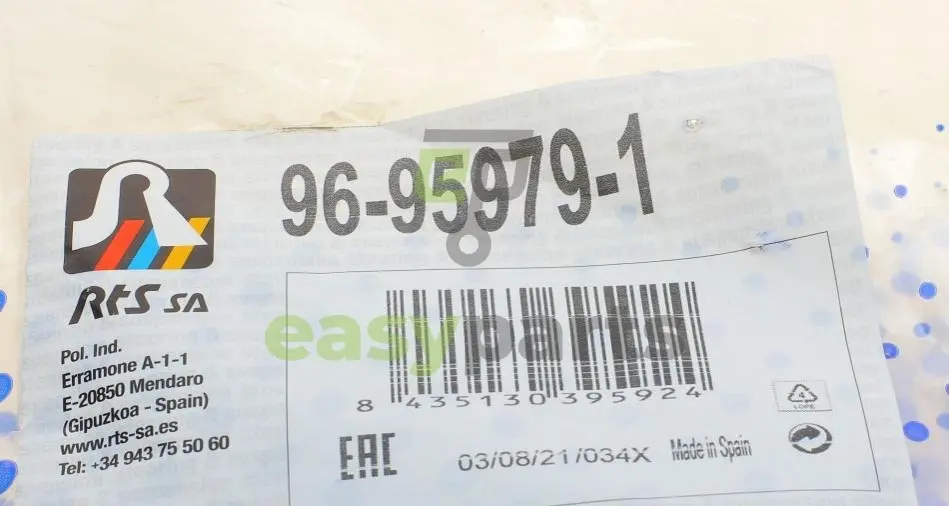 96-95979-1
RTS SA
Pol. Ind.
Erramone A-1-1
E-20850 Mendaro
(Gipuzkoa - Spain)
www.rts-sa.es
Tel: +34 943 75 50 60
easyparts
8 435130 395924
4
LDPE
EAC
03/08/21/034X
Made in Spain